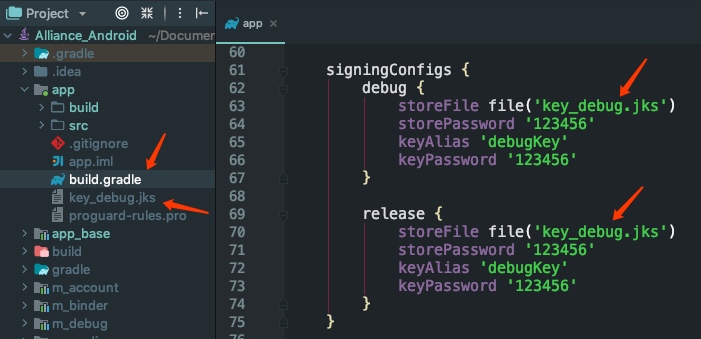 Project
Alliance_Android ~/Documen
.gradle
.idea
app
build
src
.gitignore
app.iml
build.gradle
key_debug.jks
proguard-rules.pro
app_base
build
gradle
m_account
m_binder
m_debug
app
60
61 signingConfigs {
62 debug {
63 storeFile file('key_debug.jks')
64 storePassword '123456'
65 keyAlias 'debugKey'
66 keyPassword '123456'
67 }
68
69 release {
70 storeFile file('key_debug.jks')
71 storePassword '123456'
72 keyAlias 'debugKey'
73 keyPassword '123456'
74 }
75 }
76